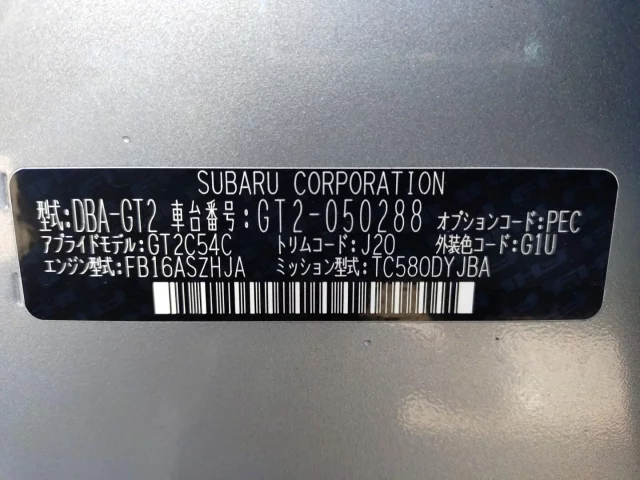 SUBARU CORPORATION
型式:DBA-GT2 車台番号:GT2-050288 オプションコード:PEC
アプライドモデル:GT2C54C トリムコード:J20 外装色コード:G1U
エンジン型式:FB16ASZHJA ミッション型式:TC580DYJBA